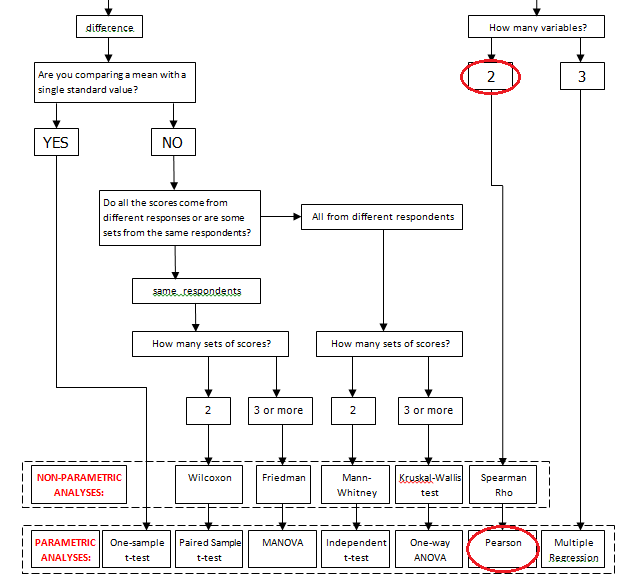 difference
How many variables?
Are you comparing a mean with a
single standard value?
2
3
YES
NO
Do all the scores come from
different responses or are some
sets from the same respondents?
All from different respondents
same respondents
How many sets of scores?
How many sets of scores?
2
3 or more
2
3 or more
NON-PARAMETRIC
ANALYSES:
Wilcoxon
Friedman
Mann-
Whitney
Kruskal-Wallis
test
Spearman
Rho
PARAMETRIC
ANALYSES:
One-sample
t-test
Paired Sample
t-test
MANOVA
Independent
t-test
One-way
ANOVA
Pearson
Multiple
Regression